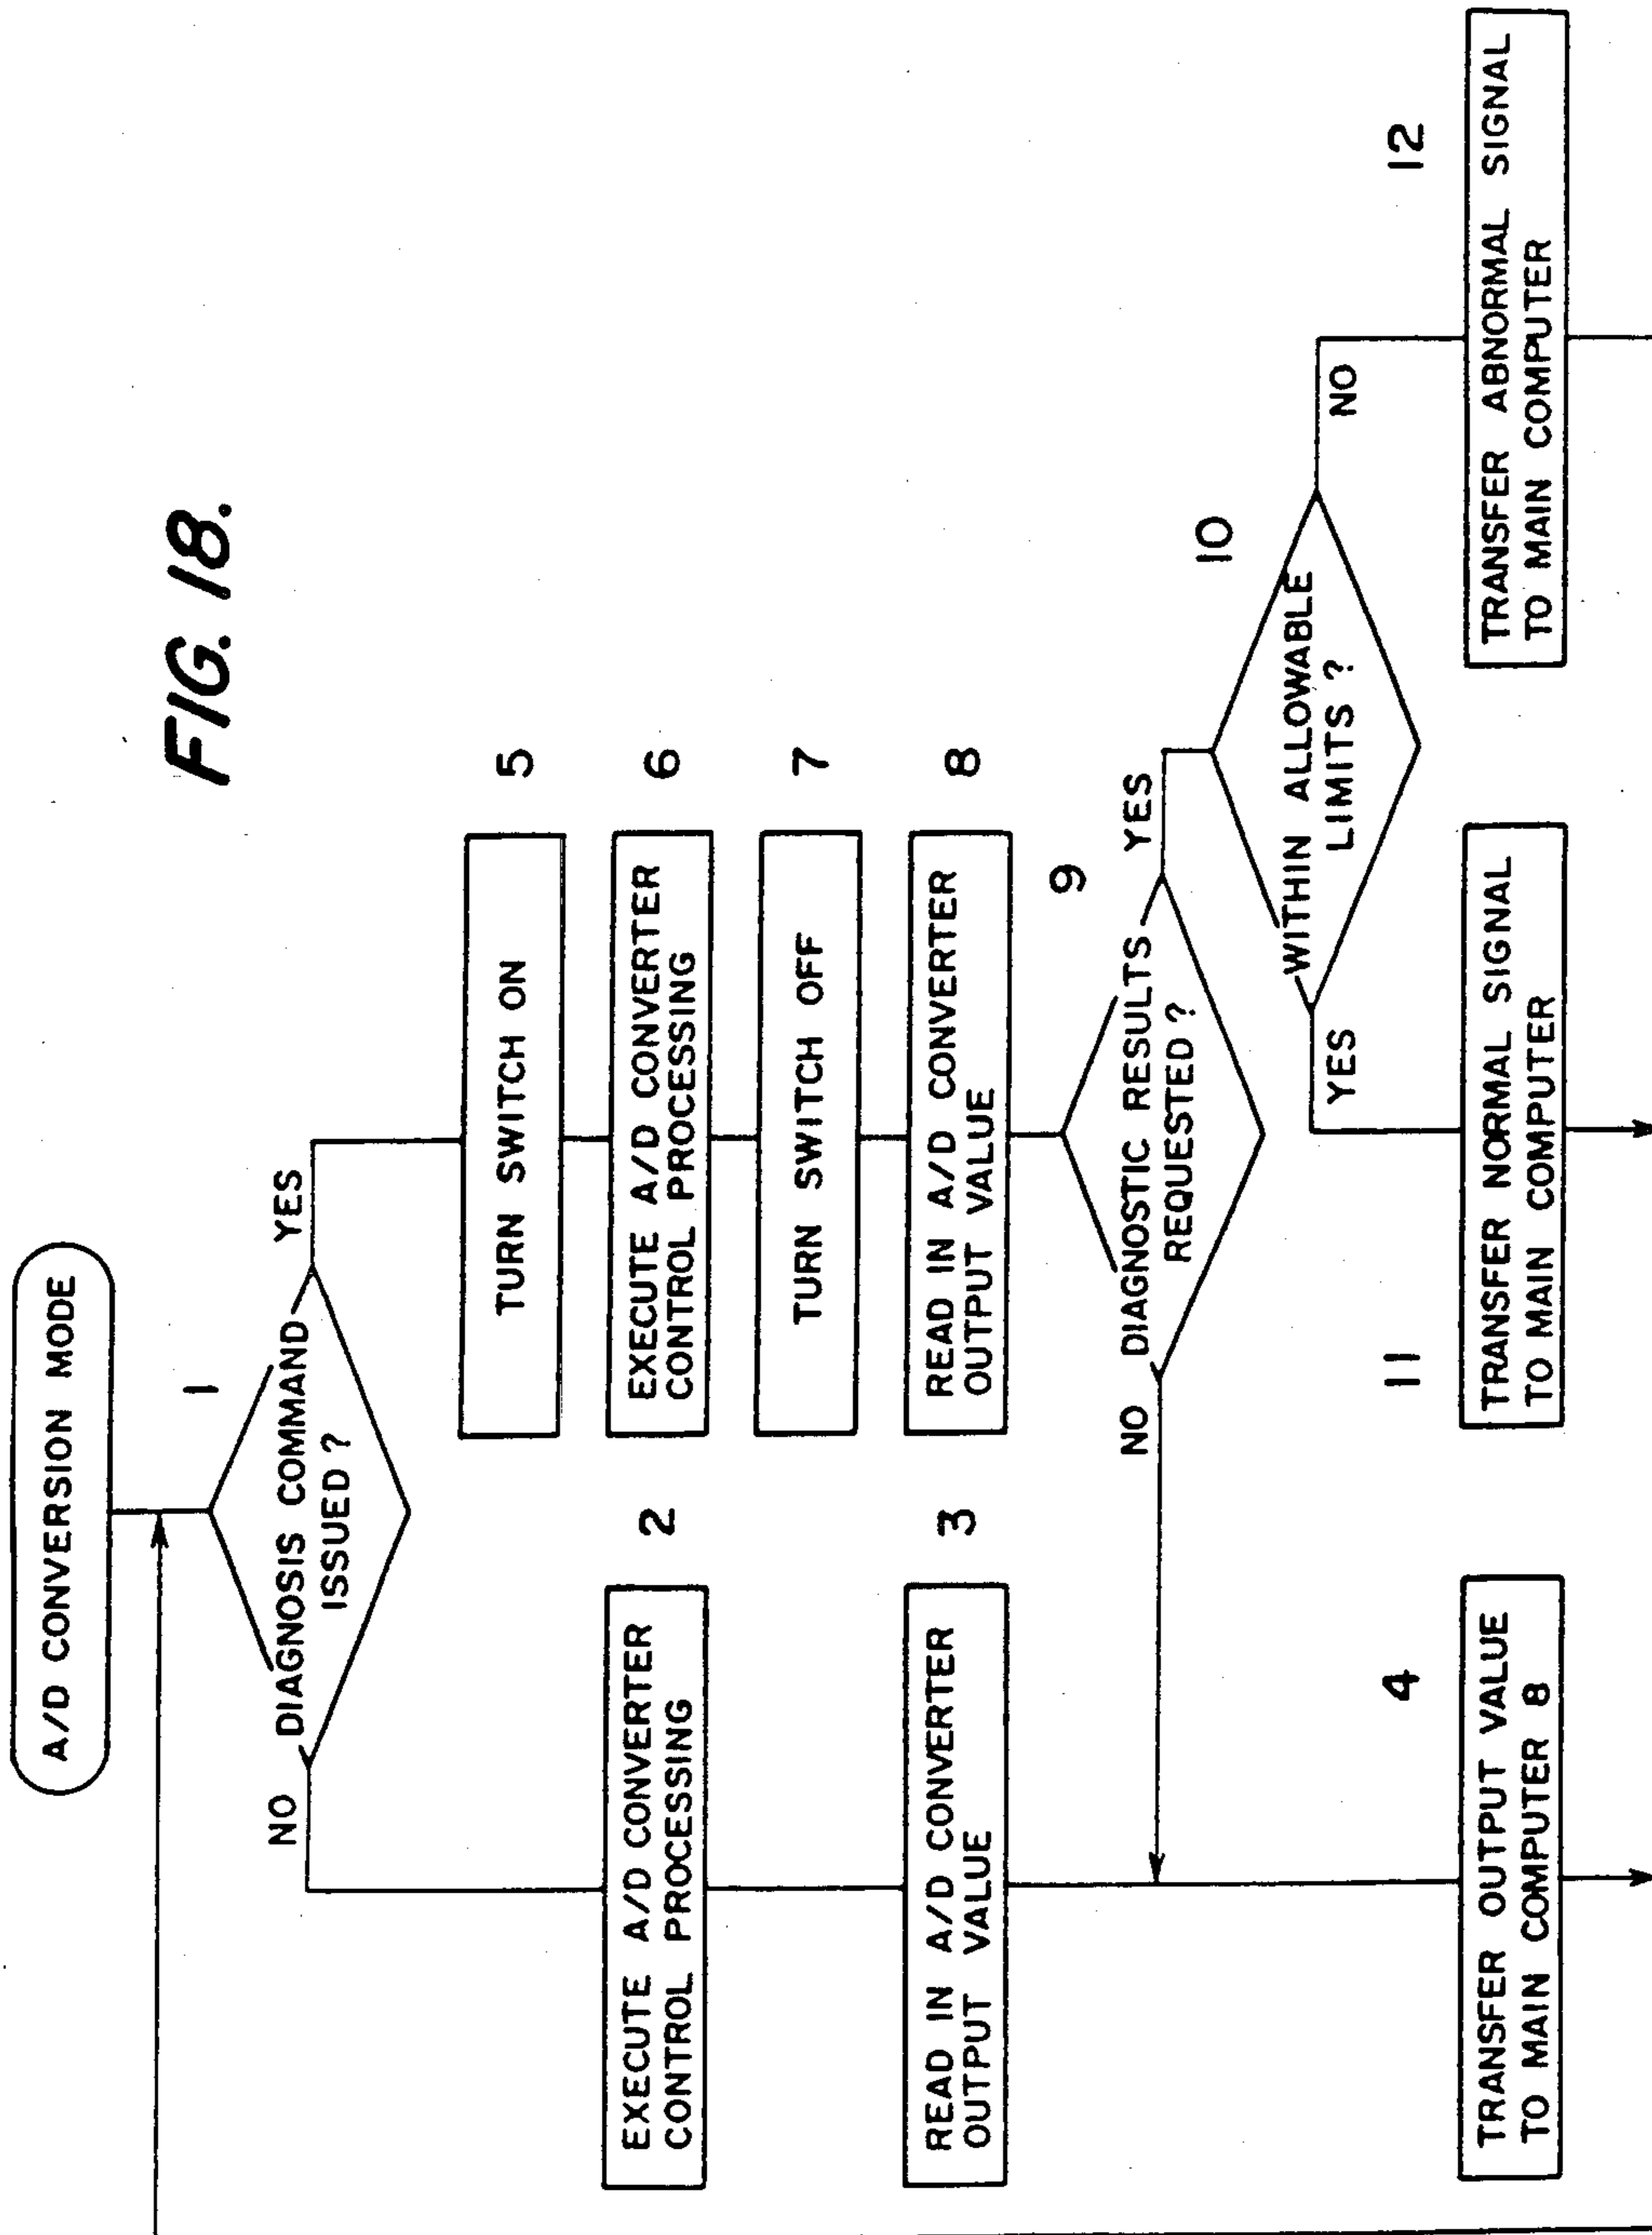 FIG. 18.
A/D CONVERSION MODE
1
NO
DIAGNOSIS COMMAND
ISSUED ?
YES
2
EXECUTE A/D CONVERTER
CONTROL PROCESSING
3
READ IN A/D CONVERTER
OUTPUT VALUE
4
TRANSFER OUTPUT VALUE
TO MAIN COMPUTER 8
5
TURN SWITCH ON
6
EXECUTE A/D CONVERTER
CONTROL PROCESSING
7
TURN SWITCH OFF
8
READ IN A/D CONVERTER
OUTPUT VALUE
9
NO
DIAGNOSTIC RESULTS
REQUESTED ?
YES
10
WITHIN ALLOWABLE
LIMITS ?
YES
NO
11
TRANSFER NORMAL SIGNAL
TO MAIN COMPUTER
12
TRANSFER ABNORMAL SIGNAL
TO MAIN COMPUTER